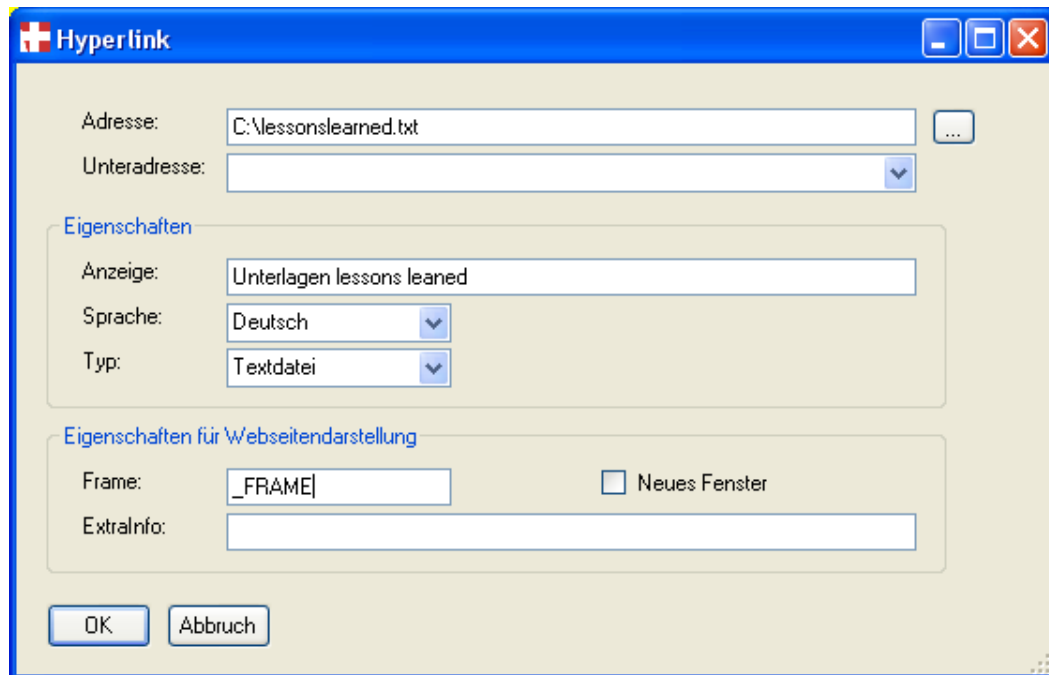 Hyperlink
Adresse: C:\lessonslearned.txt ...
Unteradresse:
Eigenschaften
Anzeige: Unterlagen lessons leaned
Sprache: Deutsch
Typ: Textdatei
Eigenschaften für Webseitendarstellung
Frame: _FRAME Neues Fenster
ExtraInfo:
OK Abbruch